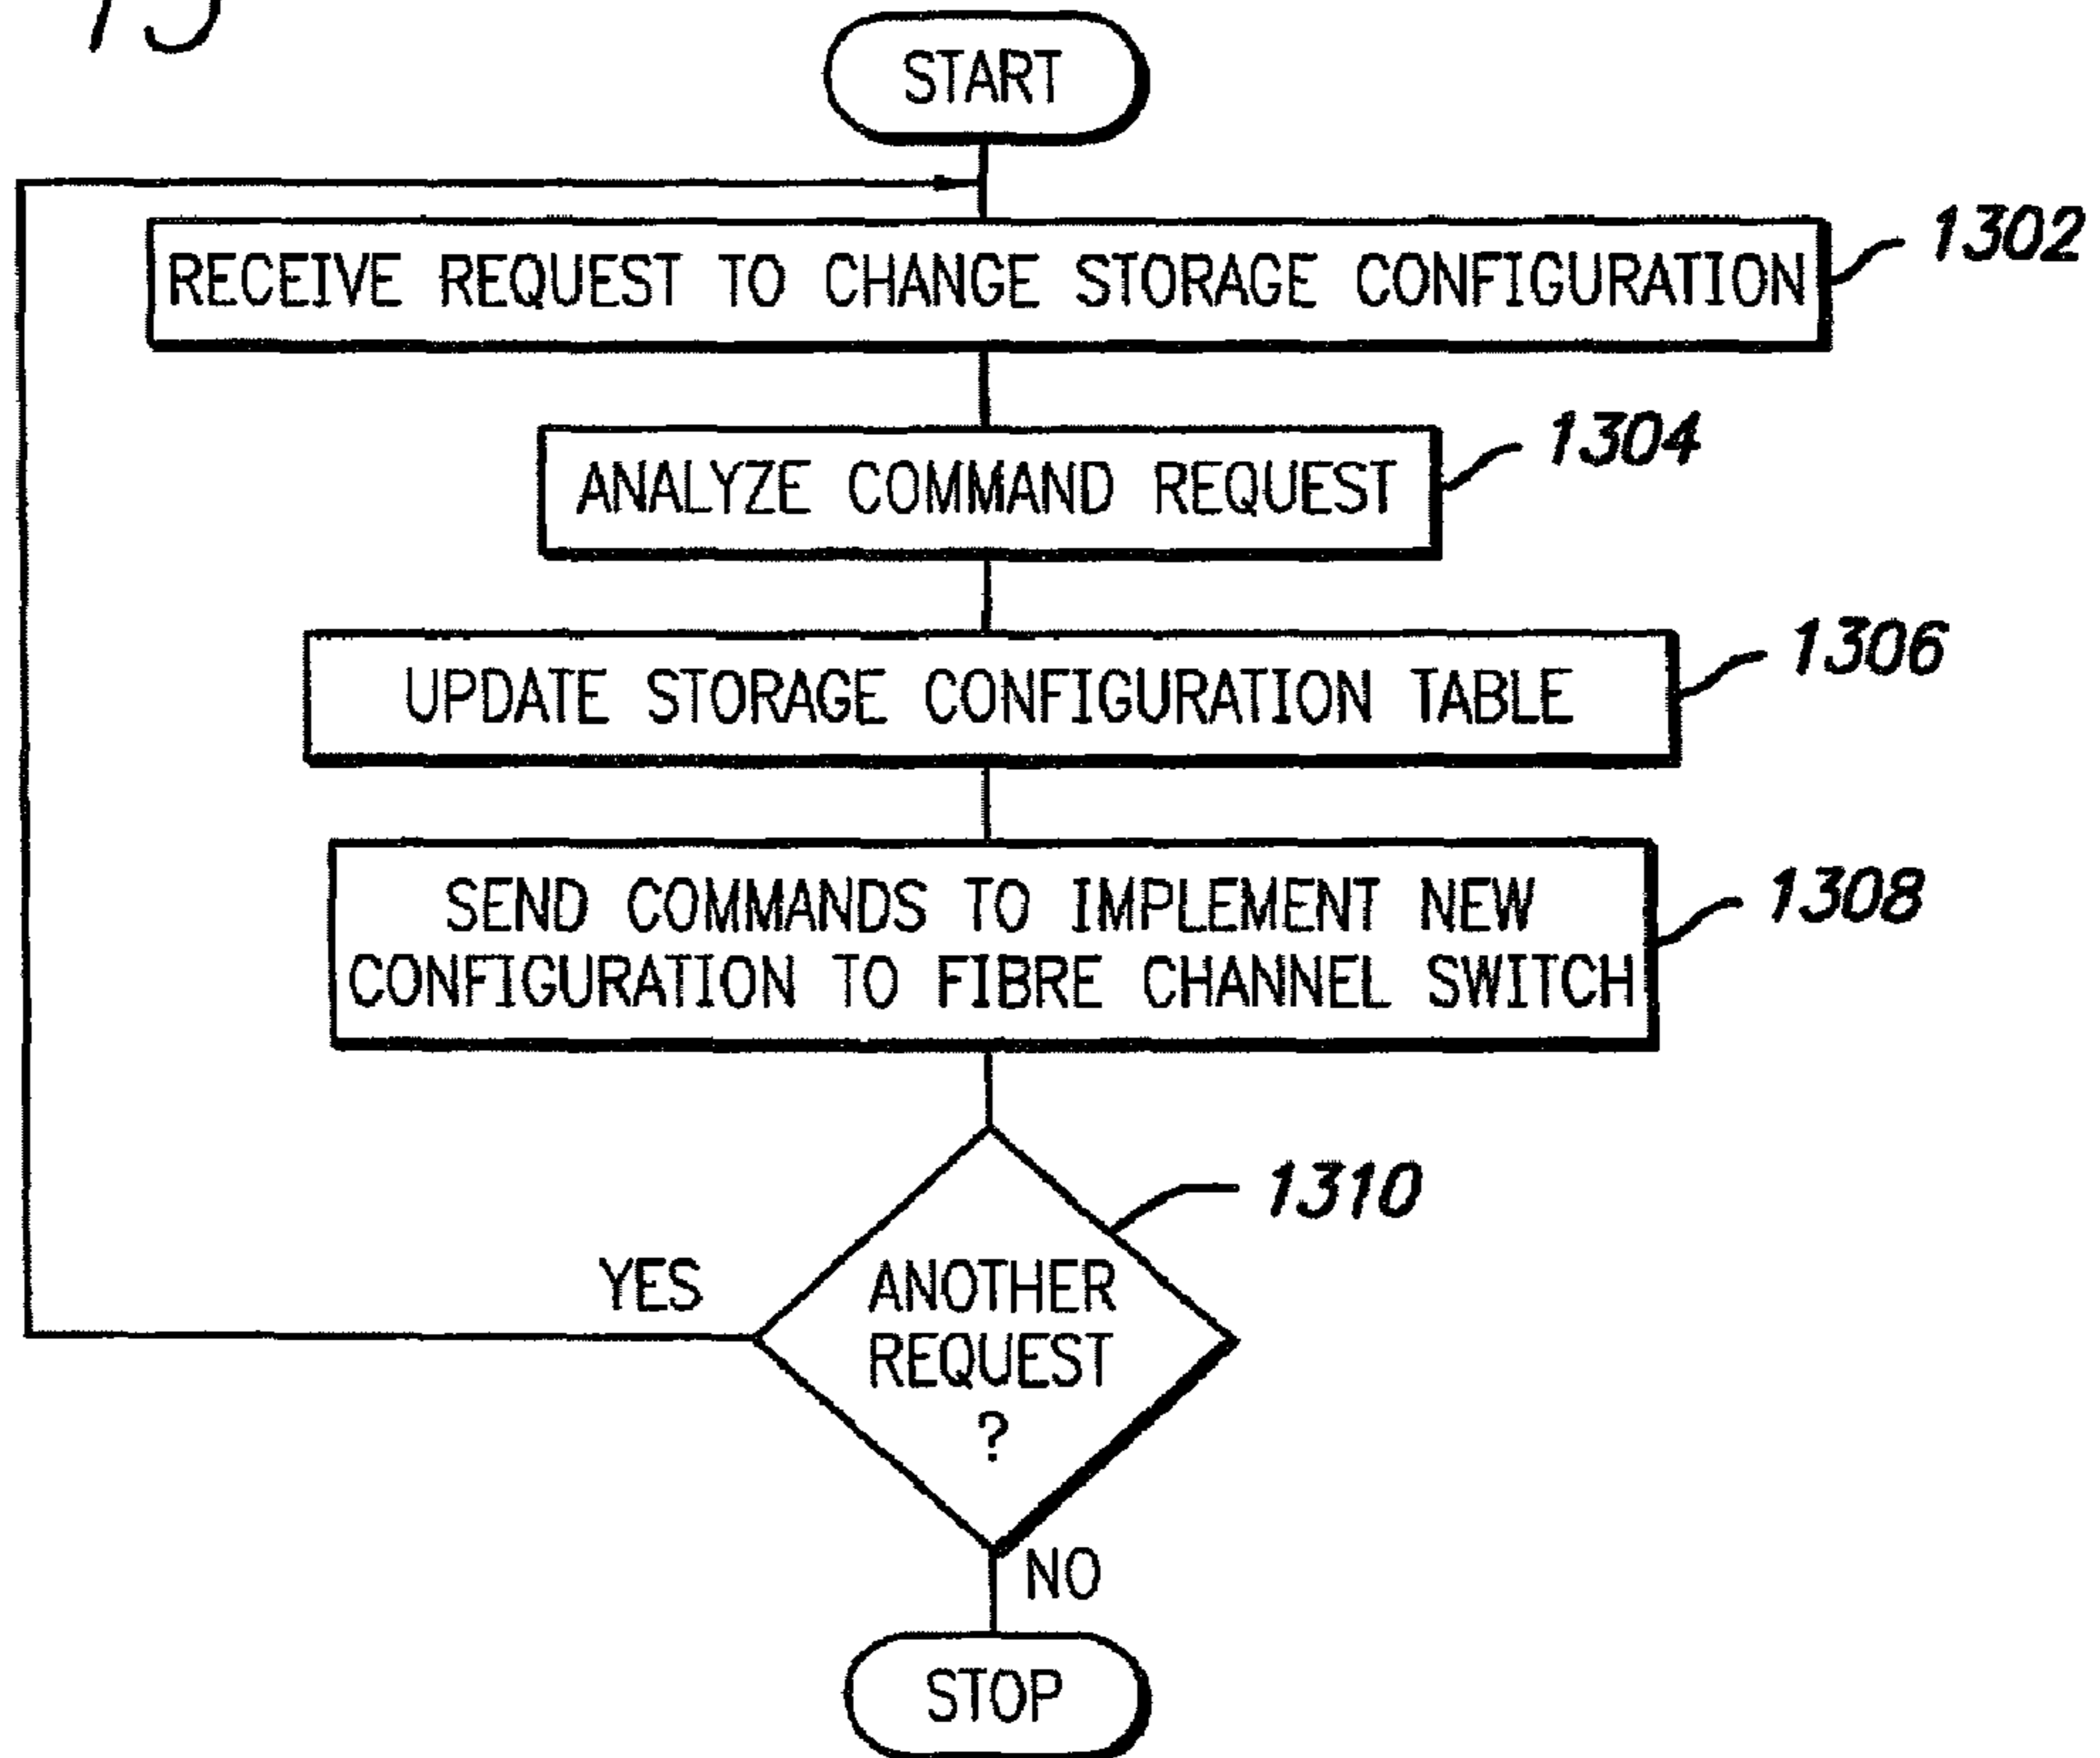 13
START
RECEIVE REQUEST TO CHANGE STORAGE CONFIGURATION
1302
ANALYZE COMMAND REQUEST
1304
UPDATE STORAGE CONFIGURATION TABLE
1306
SEND COMMANDS TO IMPLEMENT NEW
CONFIGURATION TO FIBRE CHANNEL SWITCH
1308
1310
YES
ANOTHER
REQUEST
?
NO
STOP